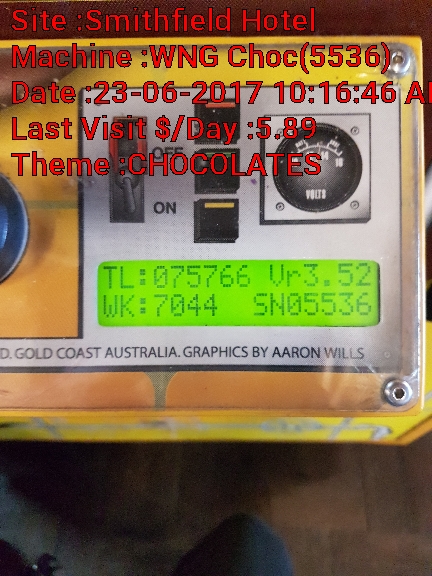 Site :Smithfield Hotel
Machine :WNG Choc(5536)
Date :23-06-2017 10:16:46 A
Last Visit $/Day :5.89
Theme :CHOCOLATES
OFF
ON
VOLTS
TL:075766 Vr3.52
WK:7044 SN05536
D. GOLD COAST AUSTRALIA. GRAPHICS BY AARON WILLS